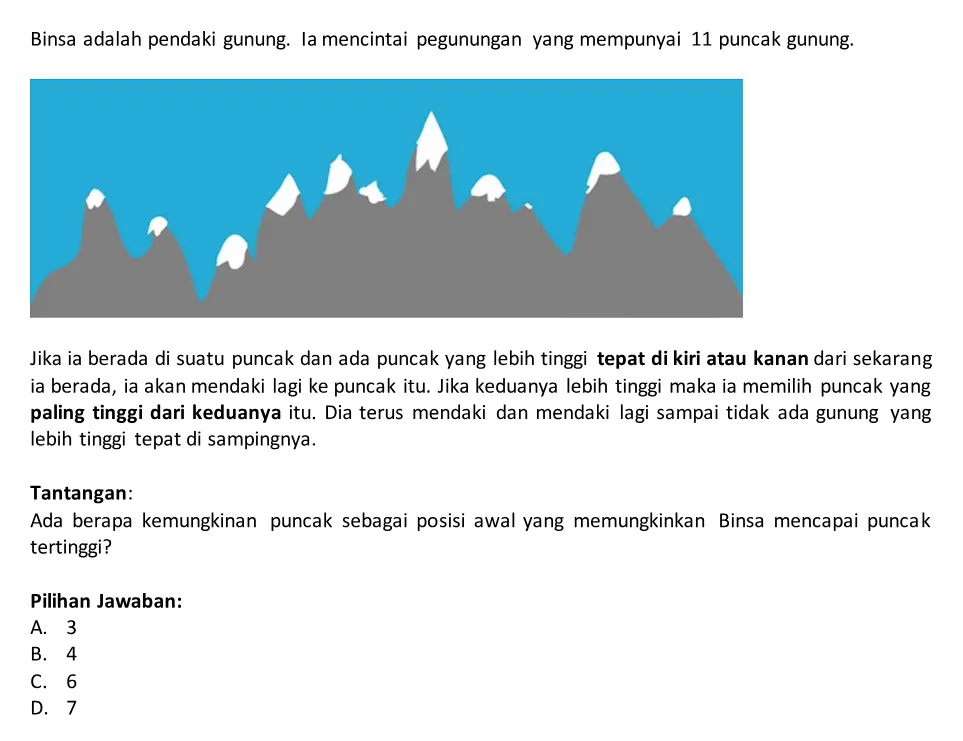 Binsa adalah pendaki gunung. Ia mencintai pegunungan yang mempunyai 11 puncak gunung.
Jika ia berada di suatu puncak dan ada puncak yang lebih tinggi tepat di kiri atau kanan dari sekarang
ia berada, ia akan mendaki lagi ke puncak itu. Jika keduanya lebih tinggi maka ia memilih puncak yang
paling tinggi dari keduanya itu. Dia terus mendaki dan mendaki lagi sampai tidak ada gunung yang
lebih tinggi tepat di sampingnya.
Tantangan:
Ada berapa kemungkinan puncak sebagai posisi awal yang memungkinkan Binsa mencapai puncak
tertinggi?
Pilihan Jawaban:
A. 3
B. 4
C. 6
D. 7